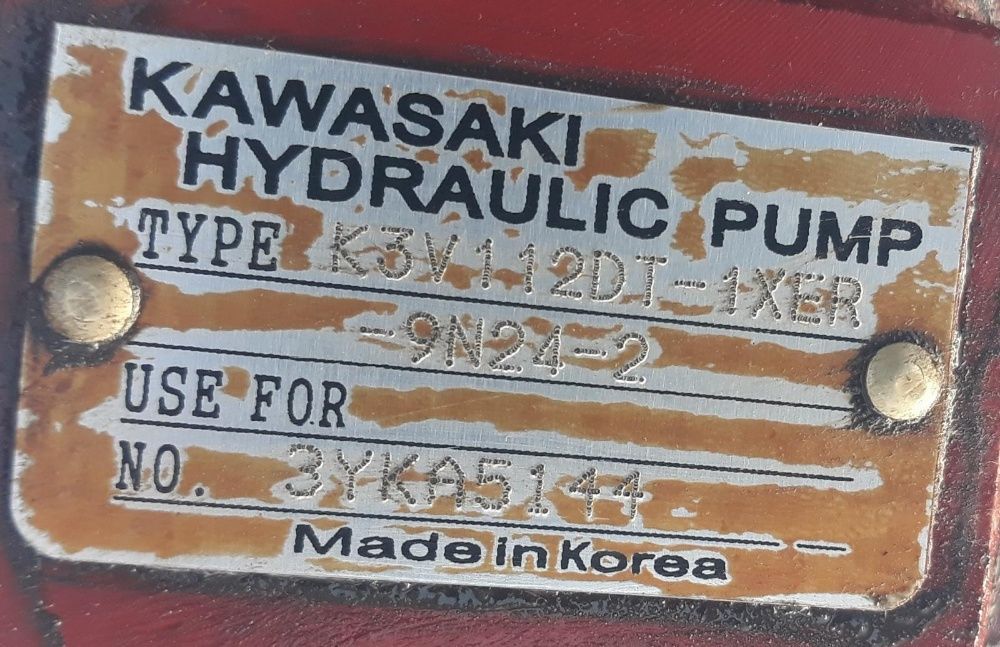 KAWASAKI
HYDRAULIC PUMP
TYPE K3V112DT-1XER
-9N24-2
USE FOR
NO. 3YKA5144
Made in Korea